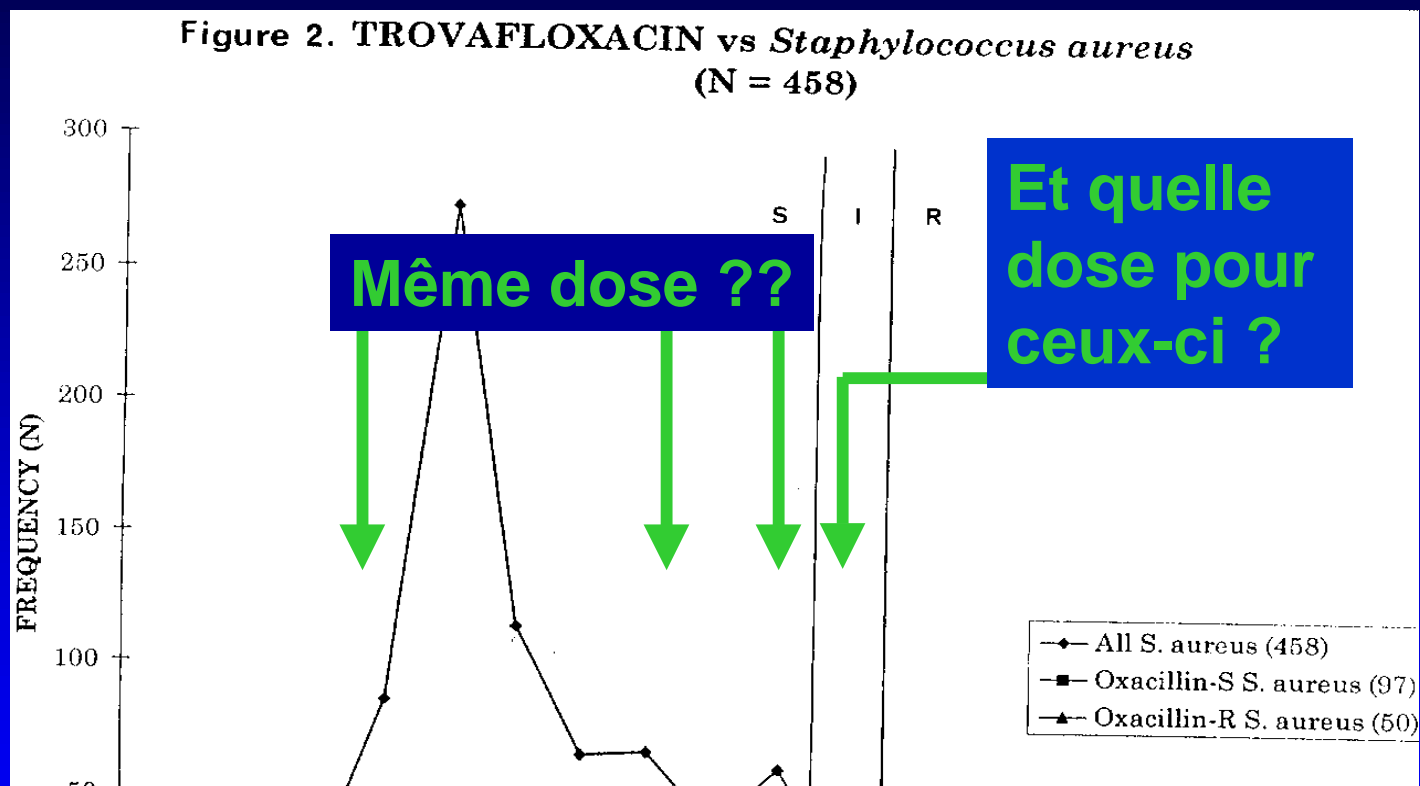 Figure 2. TROVAFLOXACIN vs Staphylococcus aureus
(N = 458)
300
250
200
150
100
FREQUENCY (N)
S
I
R
Même dose ??
Et quelle
dose pour
ceux-ci ?
All S. aureus (458)
Oxacillin-S S. aureus (97)
Oxacillin-R S. aureus (50)